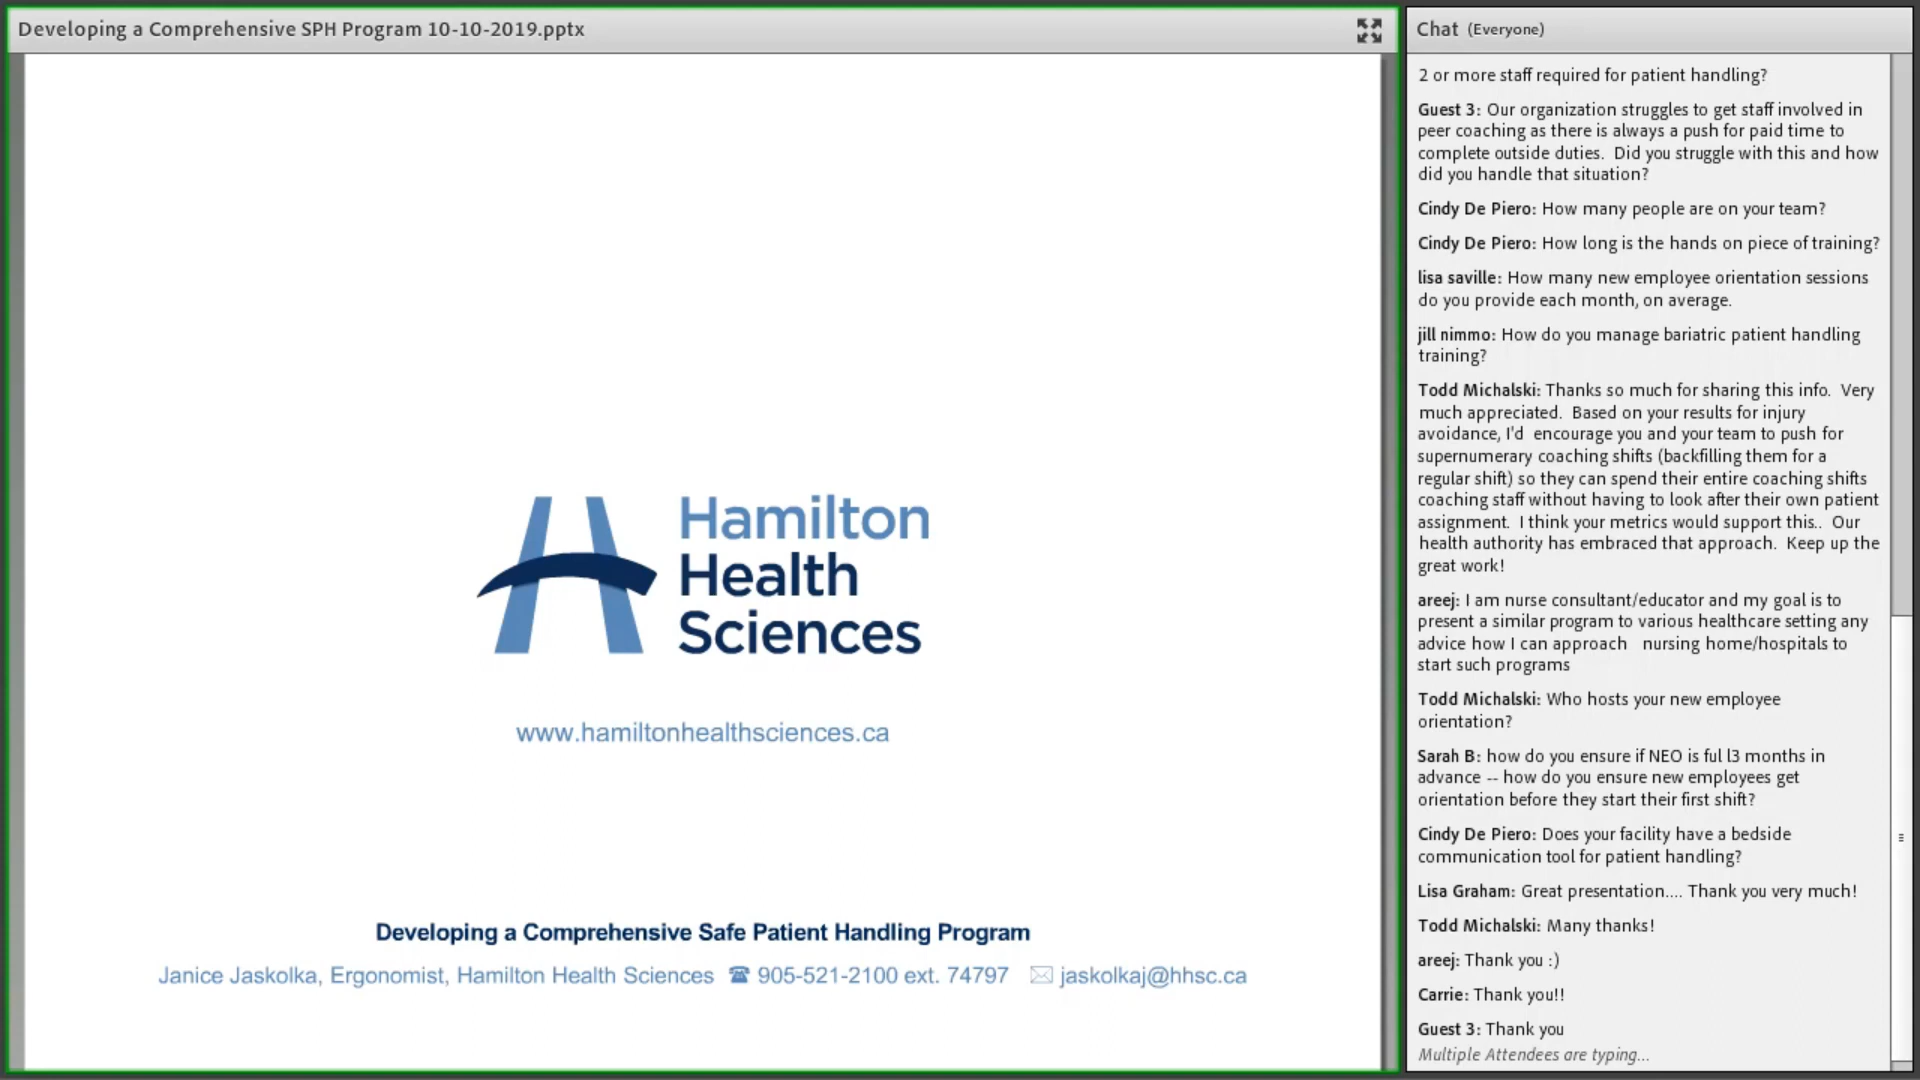 Developing a Comprehensive SPH Program 10-10-2019.pptx
Hamilton
Health
Sciences
www.hamiltonhealthsciences.ca
Developing a Comprehensive Safe Patient Handling Program
Janice Jaskolka, Ergonomist, Hamilton Health Sciences ☎ 905-521-2100 ext. 74797 ✉ jaskolkaj@hhsc.ca
Chat (Everyone)
2 or more staff required for patient handling?
Guest 3: Our organization struggles to get staff involved in
peer coaching as there is always a push for paid time to
complete outside duties. Did you struggle with this and how
did you handle that situation?
Cindy De Piero: How many people are on your team?
Cindy De Piero: How long is the hands on piece of training?
lisa saville: How many new employee orientation sessions
do you provide each month, on average.
jill nimmo: How do you manage bariatric patient handling
training?
Todd Michalski: Thanks so much for sharing this info. Very
much appreciated. Based on your results for injury
avoidance, I'd encourage you and your team to push for
supernumerary coaching shifts (backfilling them for a
regular shift) so they can spend their entire coaching shifts
coaching staff without having to look after their own patient
assignment. I think your metrics would support this.. Our
health authority has embraced that approach. Keep up the
great work!
areej: I am nurse consultant/educator and my goal is to
present a similar program to various healthcare setting any
advice how I can approach nursing home/hospitals to
start such programs
Todd Michalski: Who hosts your new employee
orientation?
Sarah B: how do you ensure if NEO is ful l3 months in
advance -- how do you ensure new employees get
orientation before they start their first shift?
Cindy De Piero: Does your facility have a bedside
communication tool for patient handling?
Lisa Graham: Great presentation.... Thank you very much!
Todd Michalski: Many thanks!
areej: Thank you :)
Carrie: Thank you!!
Guest 3: Thank you
Multiple Attendees are typing...